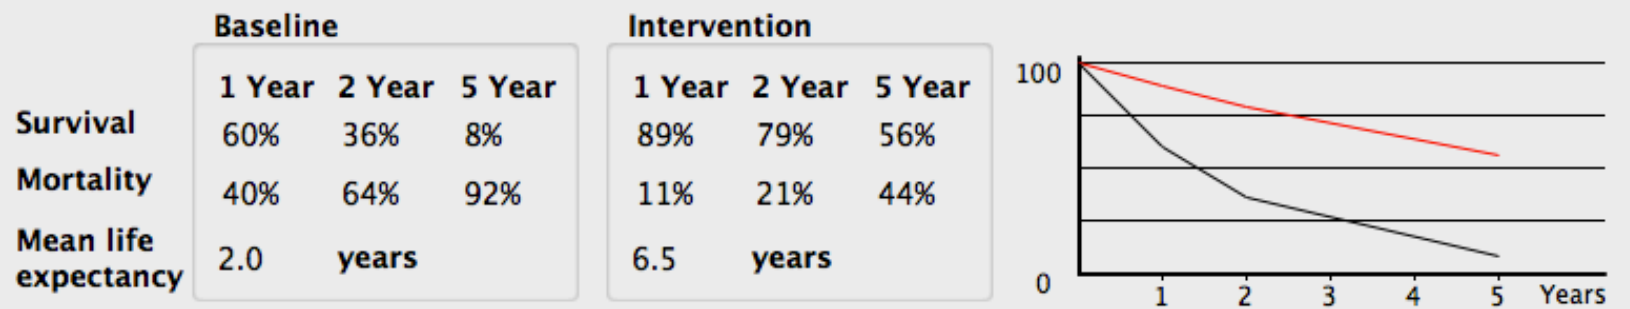 Baseline
Intervention
1 Year 2 Year 5 Year
1 Year 2 Year 5 Year
100
Survival
60% 36% 8%
89% 79% 56%
Mortality
40% 64% 92%
11% 21% 44%
Mean life
expectancy
2.0 years
6.5 years
0
1 2 3 4 5 Years